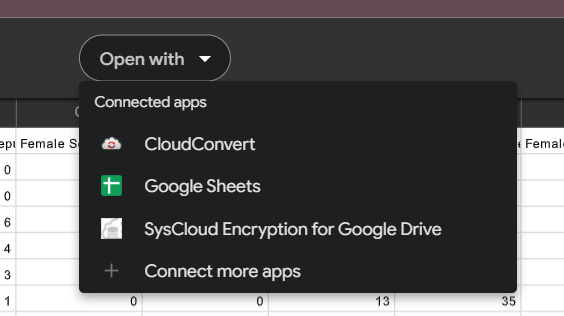 Open with
Connected apps
CloudConvert
Google Sheets
SysCloud Encryption for Google Drive
Connect more apps
Female
Female
0
0
6
4
3
1 0 0 13 35